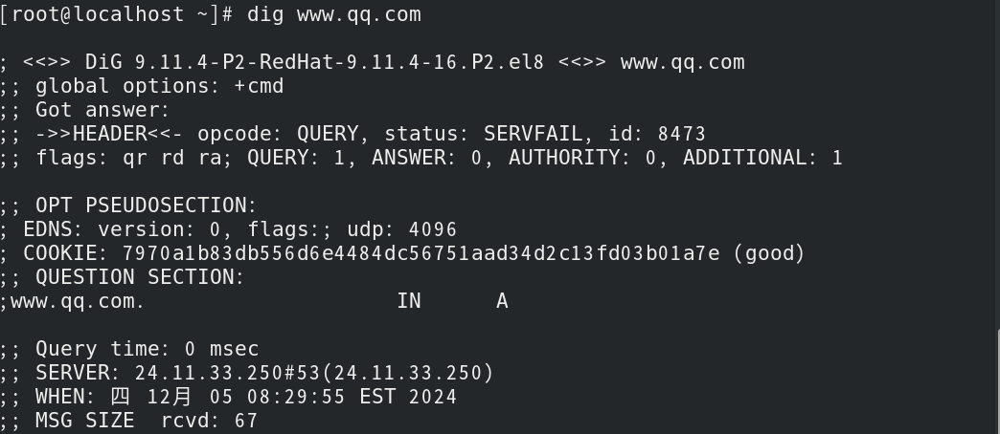 [root@localhost ~]# dig www.qq.com
; <<>> DiG 9.11.4-P2-RedHat-9.11.4-16.P2.el8 <<>> www.qq.com
;; global options: +cmd
;; Got answer:
;; ->>HEADER<<- opcode: QUERY, status: SERVFAIL, id: 8473
;; flags: qr rd ra; QUERY: 1, ANSWER: 0, AUTHORITY: 0, ADDITIONAL: 1
;; OPT PSEUDOSECTION:
; EDNS: version: 0, flags:; udp: 4096
; COOKIE: 7970a1b83db556d6e4484dc56751aad34d2c13fd03b01a7e (good)
;; QUESTION SECTION:
;www.qq.com. IN A
;; Query time: 0 msec
;; SERVER: 24.11.33.250#53(24.11.33.250)
;; WHEN: 四 12月 05 08:29:55 EST 2024
;; MSG SIZE rcvd: 67